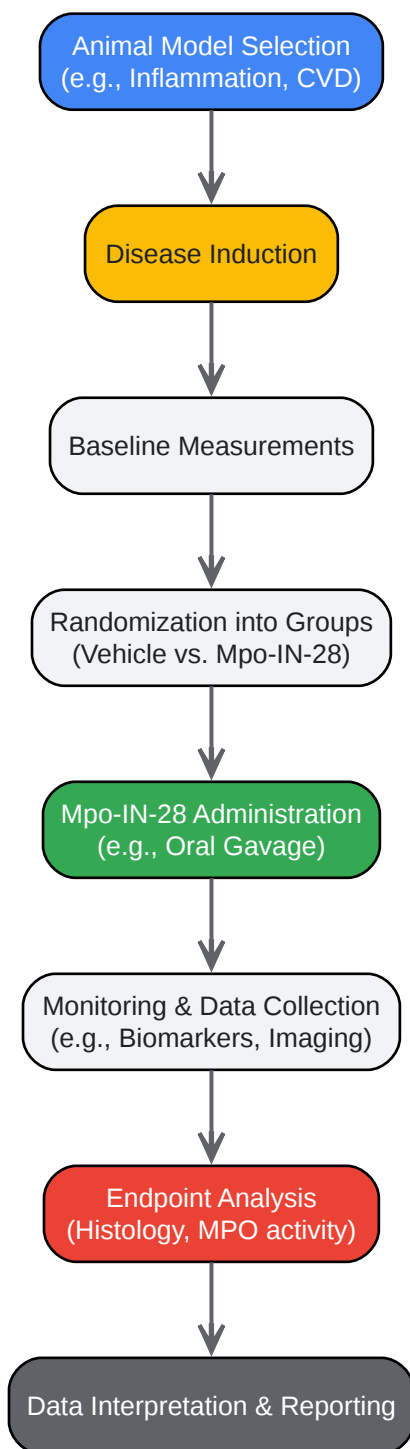 Animal Model Selection
(e.g., Inflammation, CVD)
Disease Induction
Baseline Measurements
Randomization into Groups
(Vehicle vs. Mpo-IN-28)
Mpo-IN-28 Administration
(e.g., Oral Gavage)
Monitoring & Data Collection
(e.g., Biomarkers, Imaging)
Endpoint Analysis
(Histology, MPO activity)
Data Interpretation & Reporting